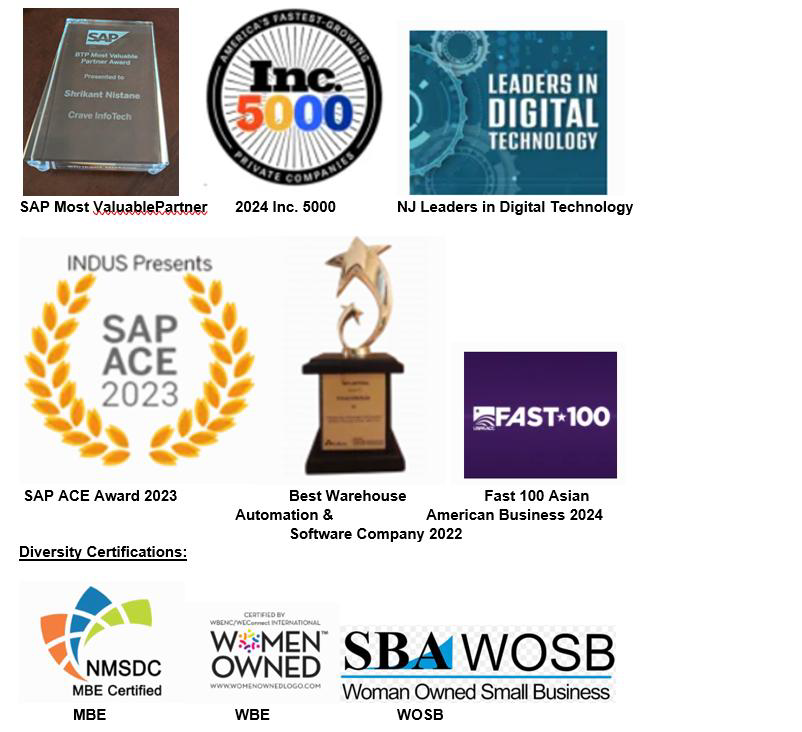 SAP
BTP Most Valuable
Partner Award
Presented to
Shrikant Nistane
Crave InfoTech
AMERICA'S FASTEST-GROWING
Inc.
5000
PRIVATE COMPANIES
LEADERS IN
DIGITAL
TECHNOLOGY
SAP Most ValuablePartner
2024 Inc. 5000
NJ Leaders in Digital Technology
INDUS Presents
SAP
ACE
2023
FAST★100
USPAACC
SAP ACE Award 2023
Best Warehouse
Automation &
Software Company 2022
Fast 100 Asian
American Business 2024
Diversity Certifications:
NMSDC
MBE Certified
CERTIFIED BY
WBENC/WEConnect INTERNATIONAL
WOMEN™
OWNED
WWW.WOMENOWNEDLOGO.COM
SBA WOSB
Woman Owned Small Business
MBE
WBE
WOSB